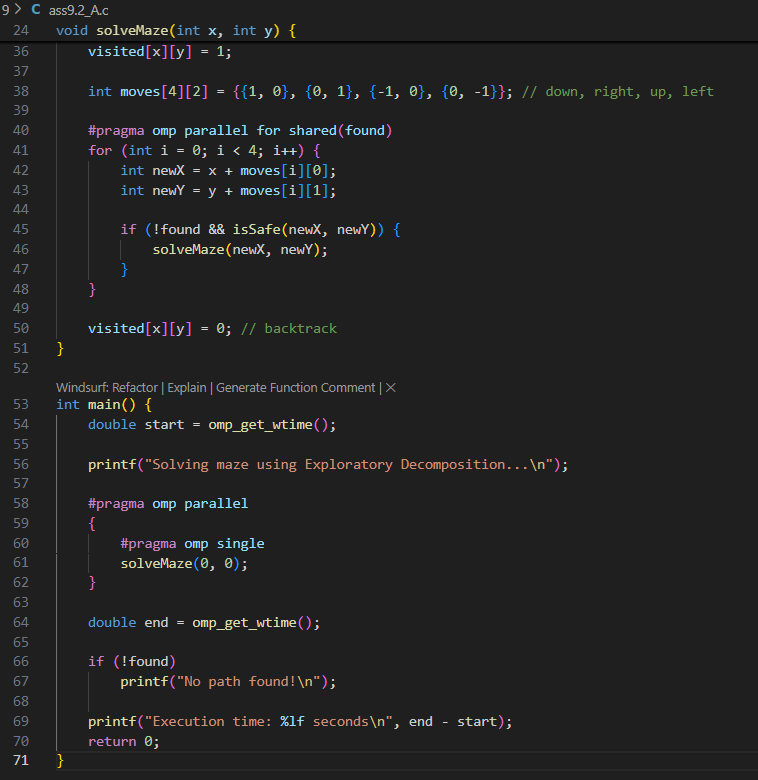 9 > C ass9.2_A.c
24 void solveMaze(int x, int y) {
36 visited[x][y] = 1;
37
38 int moves[4][2] = {{1, 0}, {0, 1}, {-1, 0}, {0, -1}}; // down, right, up, left
39
40 #pragma omp parallel for shared(found)
41 for (int i = 0; i < 4; i++) {
42 int newX = x + moves[i][0];
43 int newY = y + moves[i][1];
44
45 if (!found && isSafe(newX, newY)) {
46 solveMaze(newX, newY);
47 }
48 }
49
50 visited[x][y] = 0; // backtrack
51 }
52
Windsurf: Refactor | Explain | Generate Function Comment | ✕
53 int main() {
54 double start = omp_get_wtime();
55
56 printf("Solving maze using Exploratory Decomposition...\n");
57
58 #pragma omp parallel
59 {
60 #pragma omp single
61 solveMaze(0, 0);
62 }
63
64 double end = omp_get_wtime();
65
66 if (!found)
67 printf("No path found!\n");
68
69 printf("Execution time: %lf seconds\n", end - start);
70 return 0;
71 }